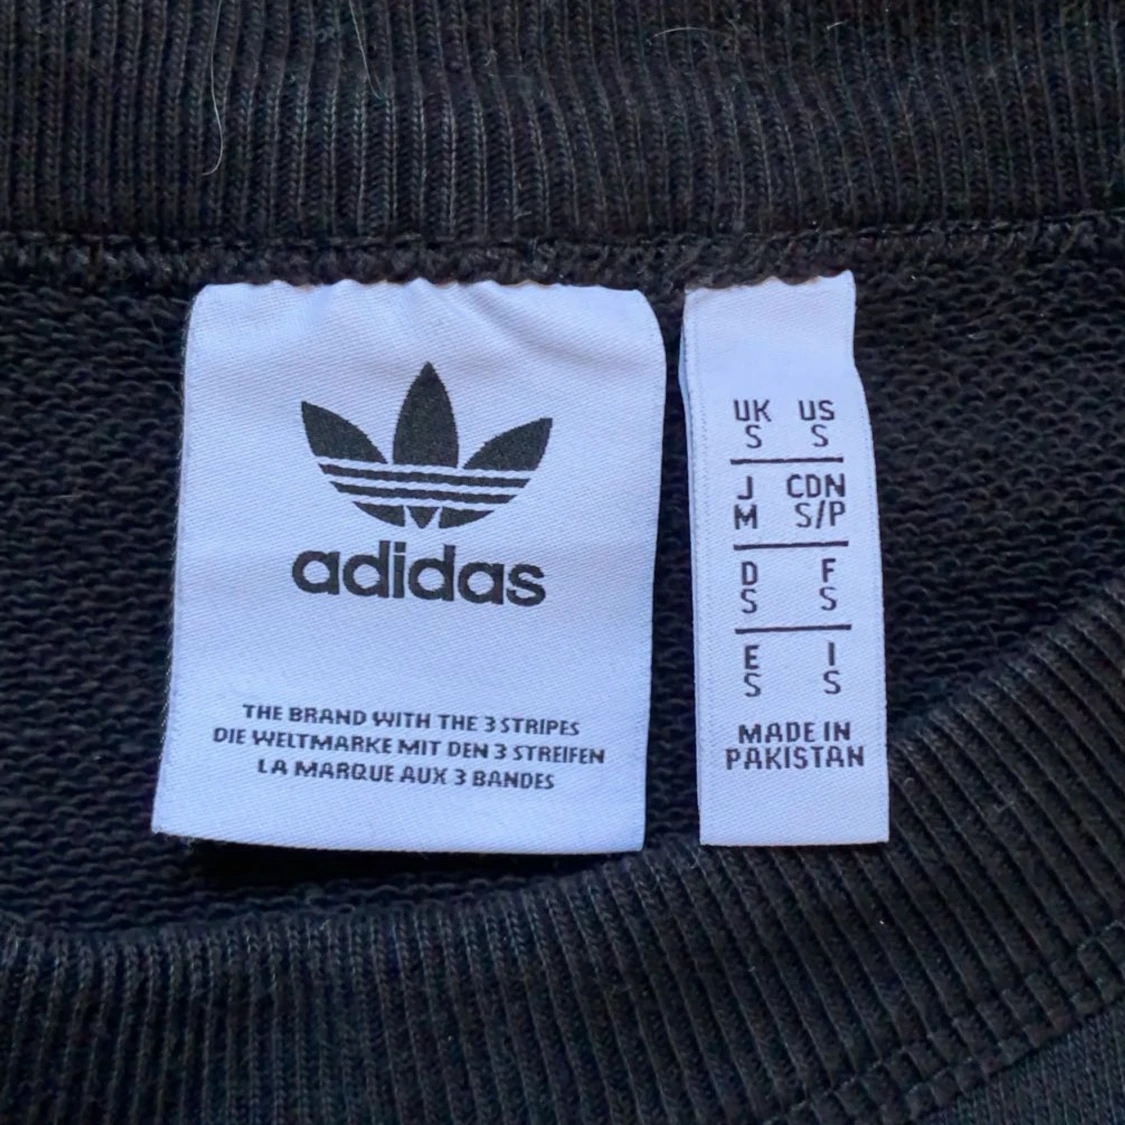 adidas
THE BRAND WITH THE 3 STRIPES
DIE WELTMARKE MIT DEN 3 STREIFEN
LA MARQUE AUX 3 BANDES
UK US
S S
J CDN
M S/P
D F
S S
E I
S S
MADE IN
PAKISTAN